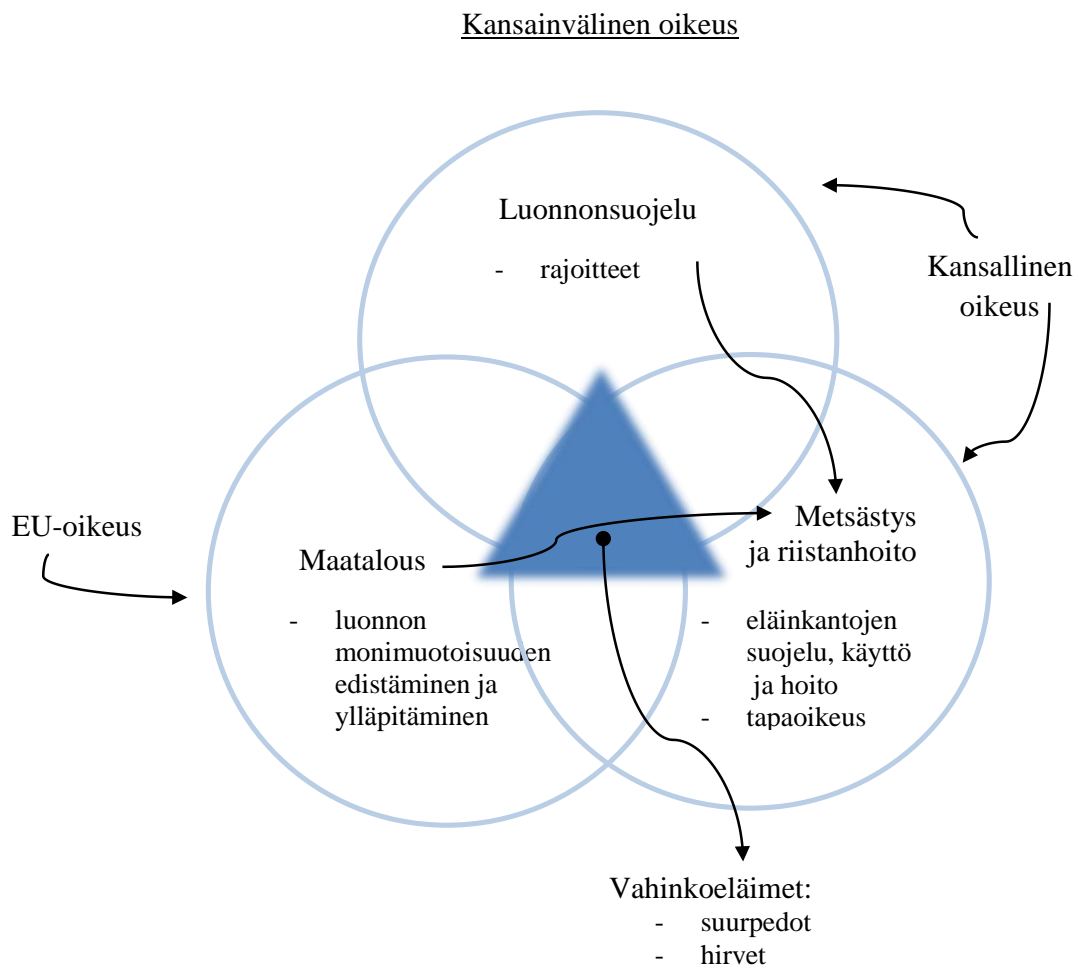 Kansainvälinen oikeus
Luonnonsuojelu
- rajoitteet
Kansallinen
oikeus
EU-oikeus
Maatalous
- luonnon
monimuotoisuuden
edistäminen ja
ylläpitäminen
Metsästys
ja riistanhoito
- eläinkantojen
suojelu, käyttö
ja hoito
- tapaoikeus
Vahinkoeläimet:
- suurpedot
- hirvet